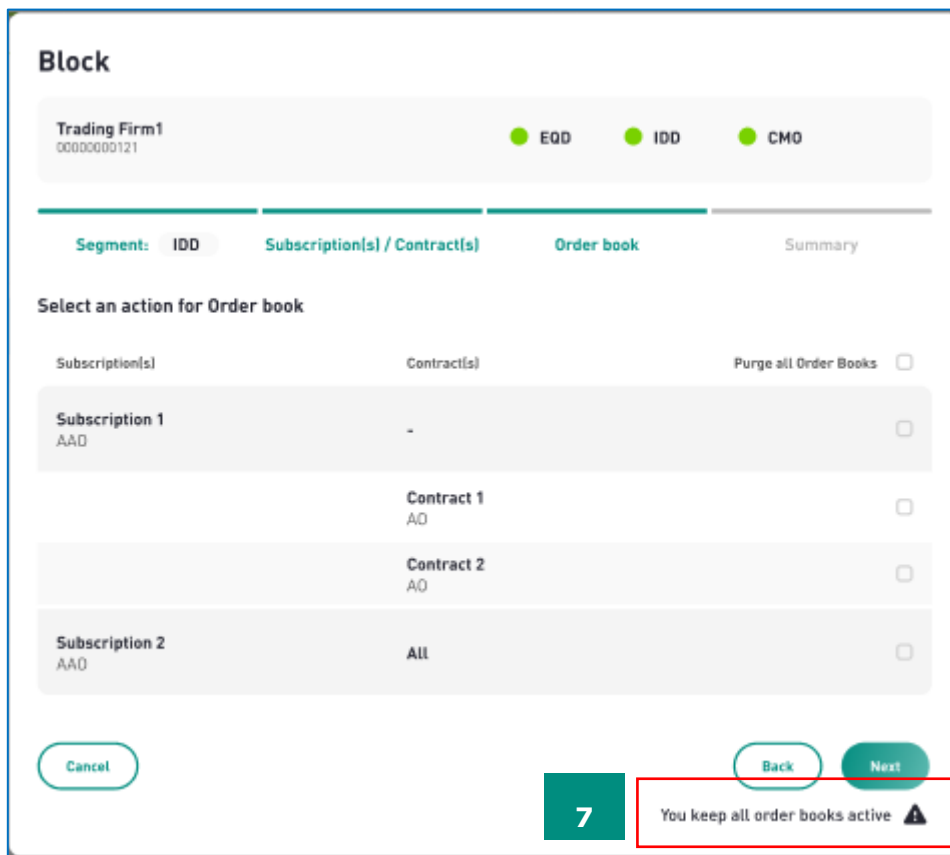 Block
Trading Firm1
00000000121
EQD IDD CMO
Segment: IDD Subscription(s) / Contract(s) Order book Summary
Select an action for Order book
Subscription(s) Contract(s) Purge all Order Books
Subscription 1
AAO
-
Contract 1
AO
Contract 2
AO
Subscription 2
AAO
All
Cancel Back Next
7 You keep all order books active